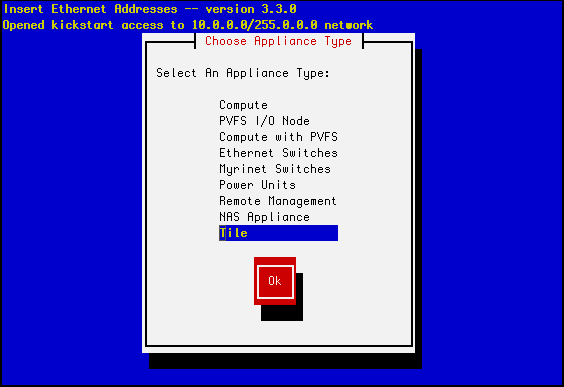 Insert Ethernet Addresses -- version 3.3.0
Opened kickstart access to 10.0.0.0/255.0.0.0 network
Choose Appliance Type
Select An Appliance Type:
Compute
PVFS I/O Node
Compute with PVFS
Ethernet Switches
Myrinet Switches
Power Units
Remote Management
NAS Appliance
Tile
Ok